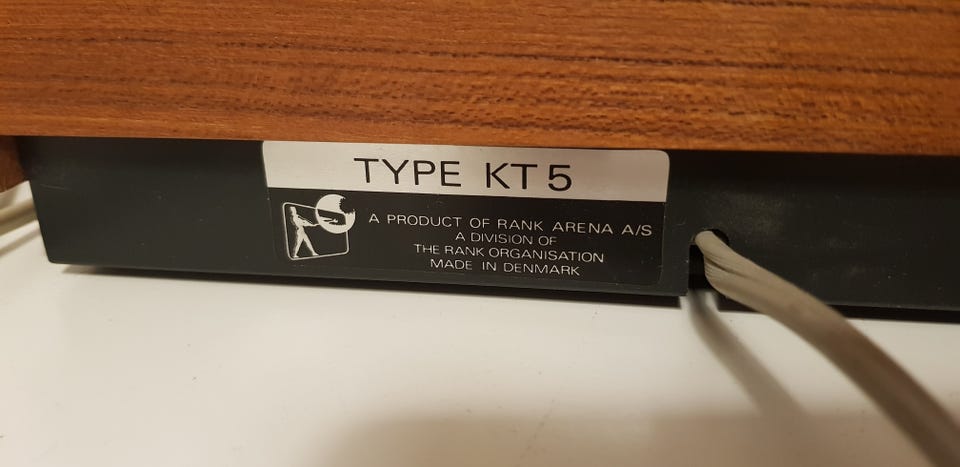 TYPE KT5
A PRODUCT OF RANK ARENA A/S
A DIVISION OF
THE RANK ORGANISATION
MADE IN DENMARK